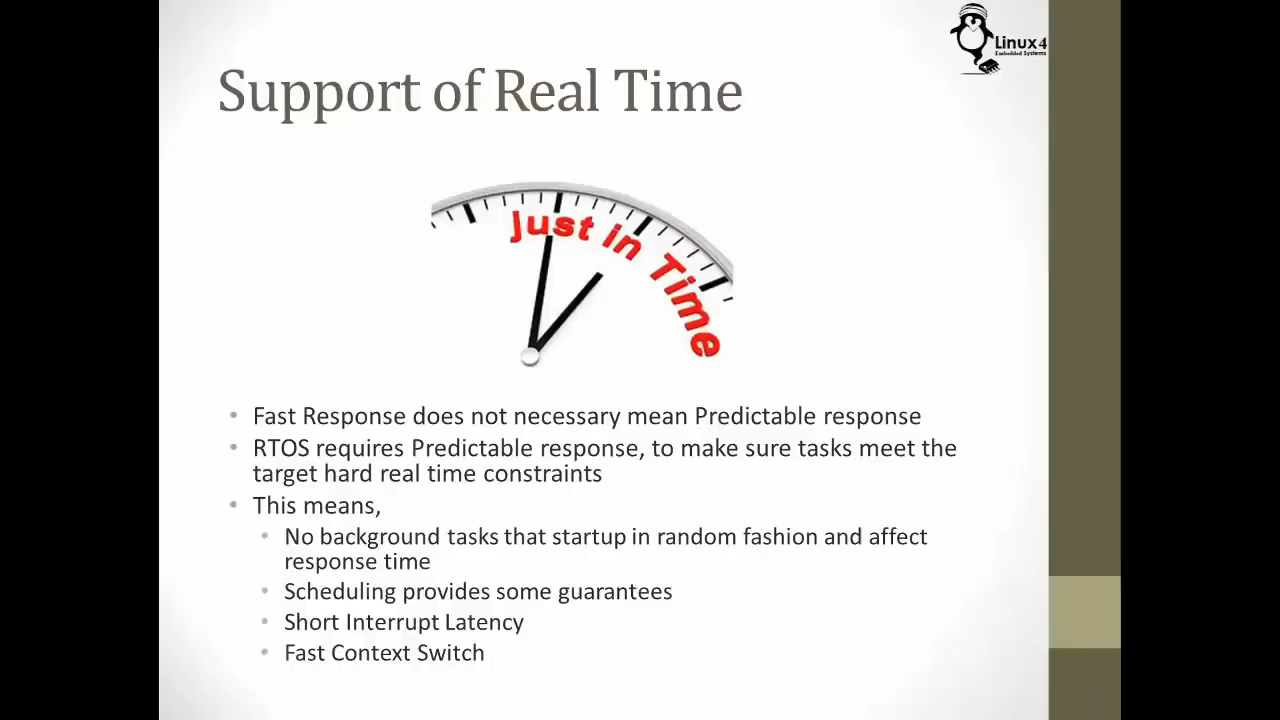 Linux4
Embedded Systems
Support of Real Time
Just in Time
• Fast Response does not necessary mean Predictable response
• RTOS requires Predictable response, to make sure tasks meet the
target hard real time constraints
• This means,
• No background tasks that startup in random fashion and affect
response time
• Scheduling provides some guarantees
• Short Interrupt Latency
• Fast Context Switch